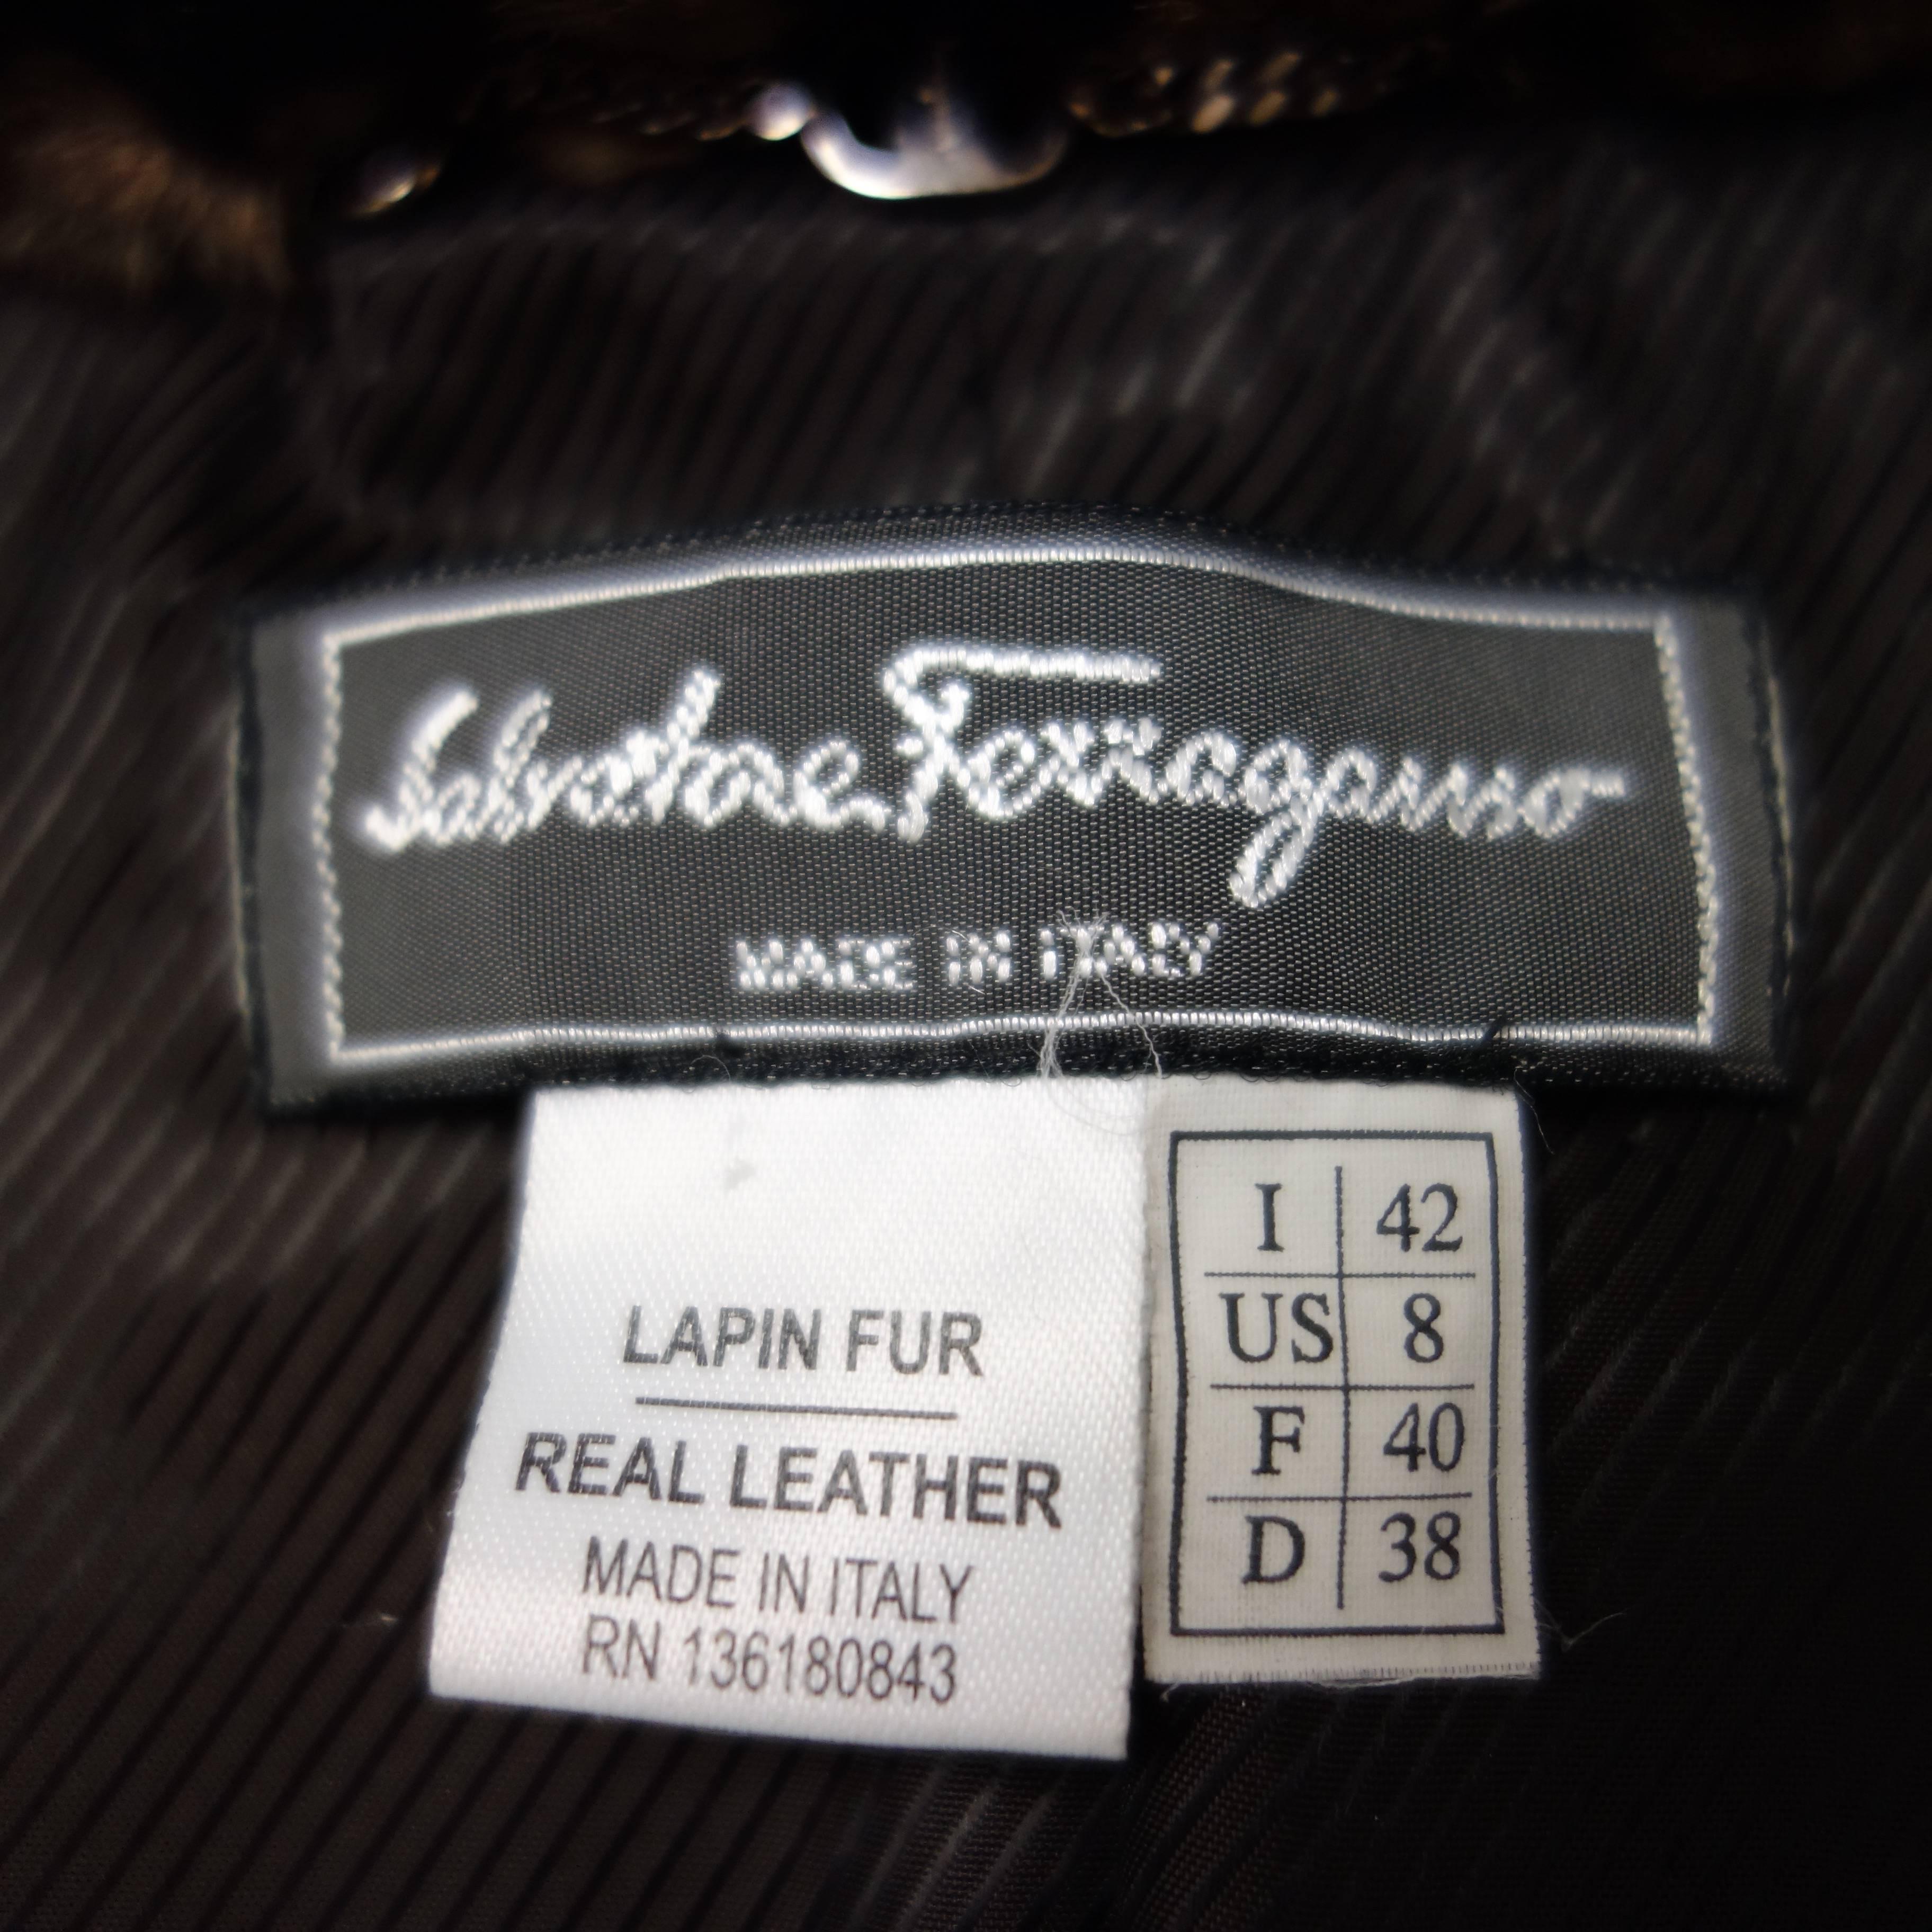 Salvatore Ferragamo
MADE IN ITALY
LAPIN FUR
REAL LEATHER
MADE IN ITALY
RN 136180843
I 42
US 8
F 40
D 38